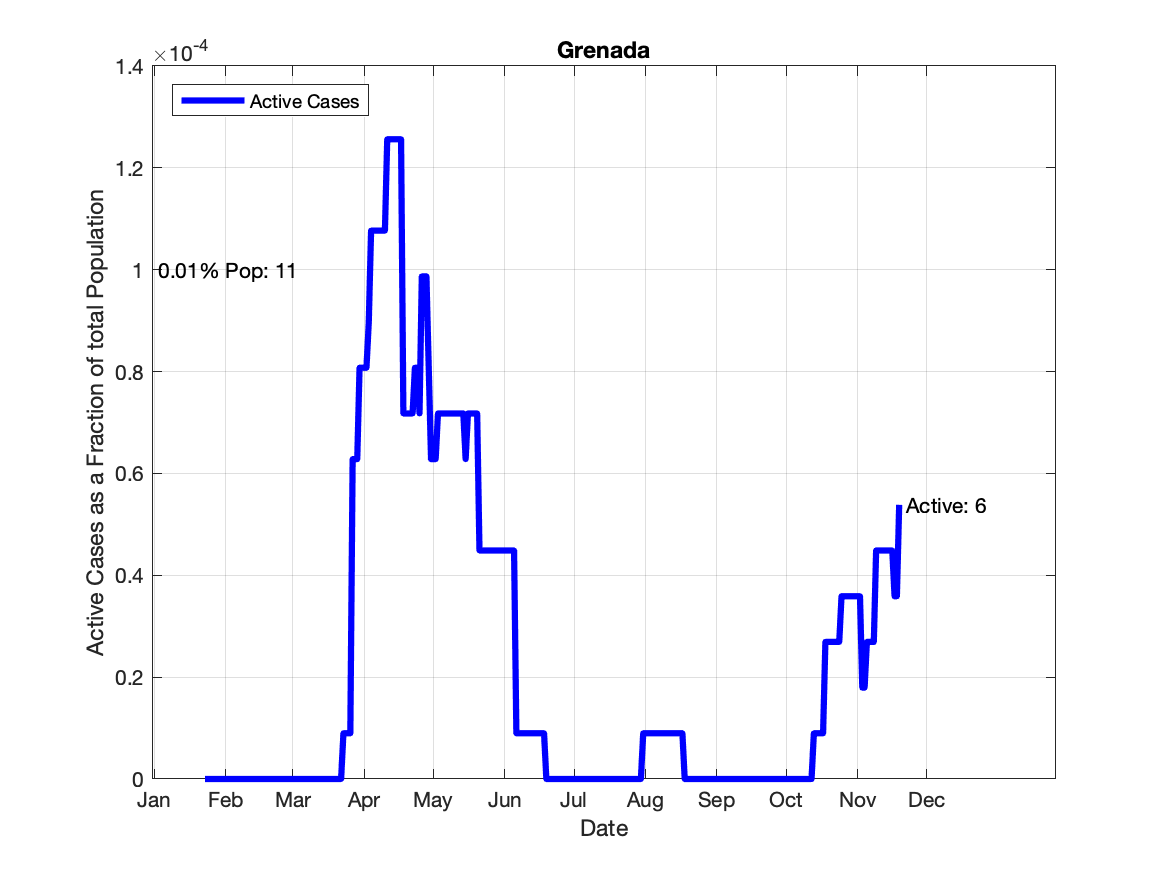 Grenada
×10-4
Active Cases
1.4
1.2
1
0.8
0.6
0.4
0.2
0
0.01% Pop: 11
Active: 6
Active Cases as a Fraction of total Population
Jan Feb Mar Apr May Jun Jul Aug Sep Oct Nov Dec
Date